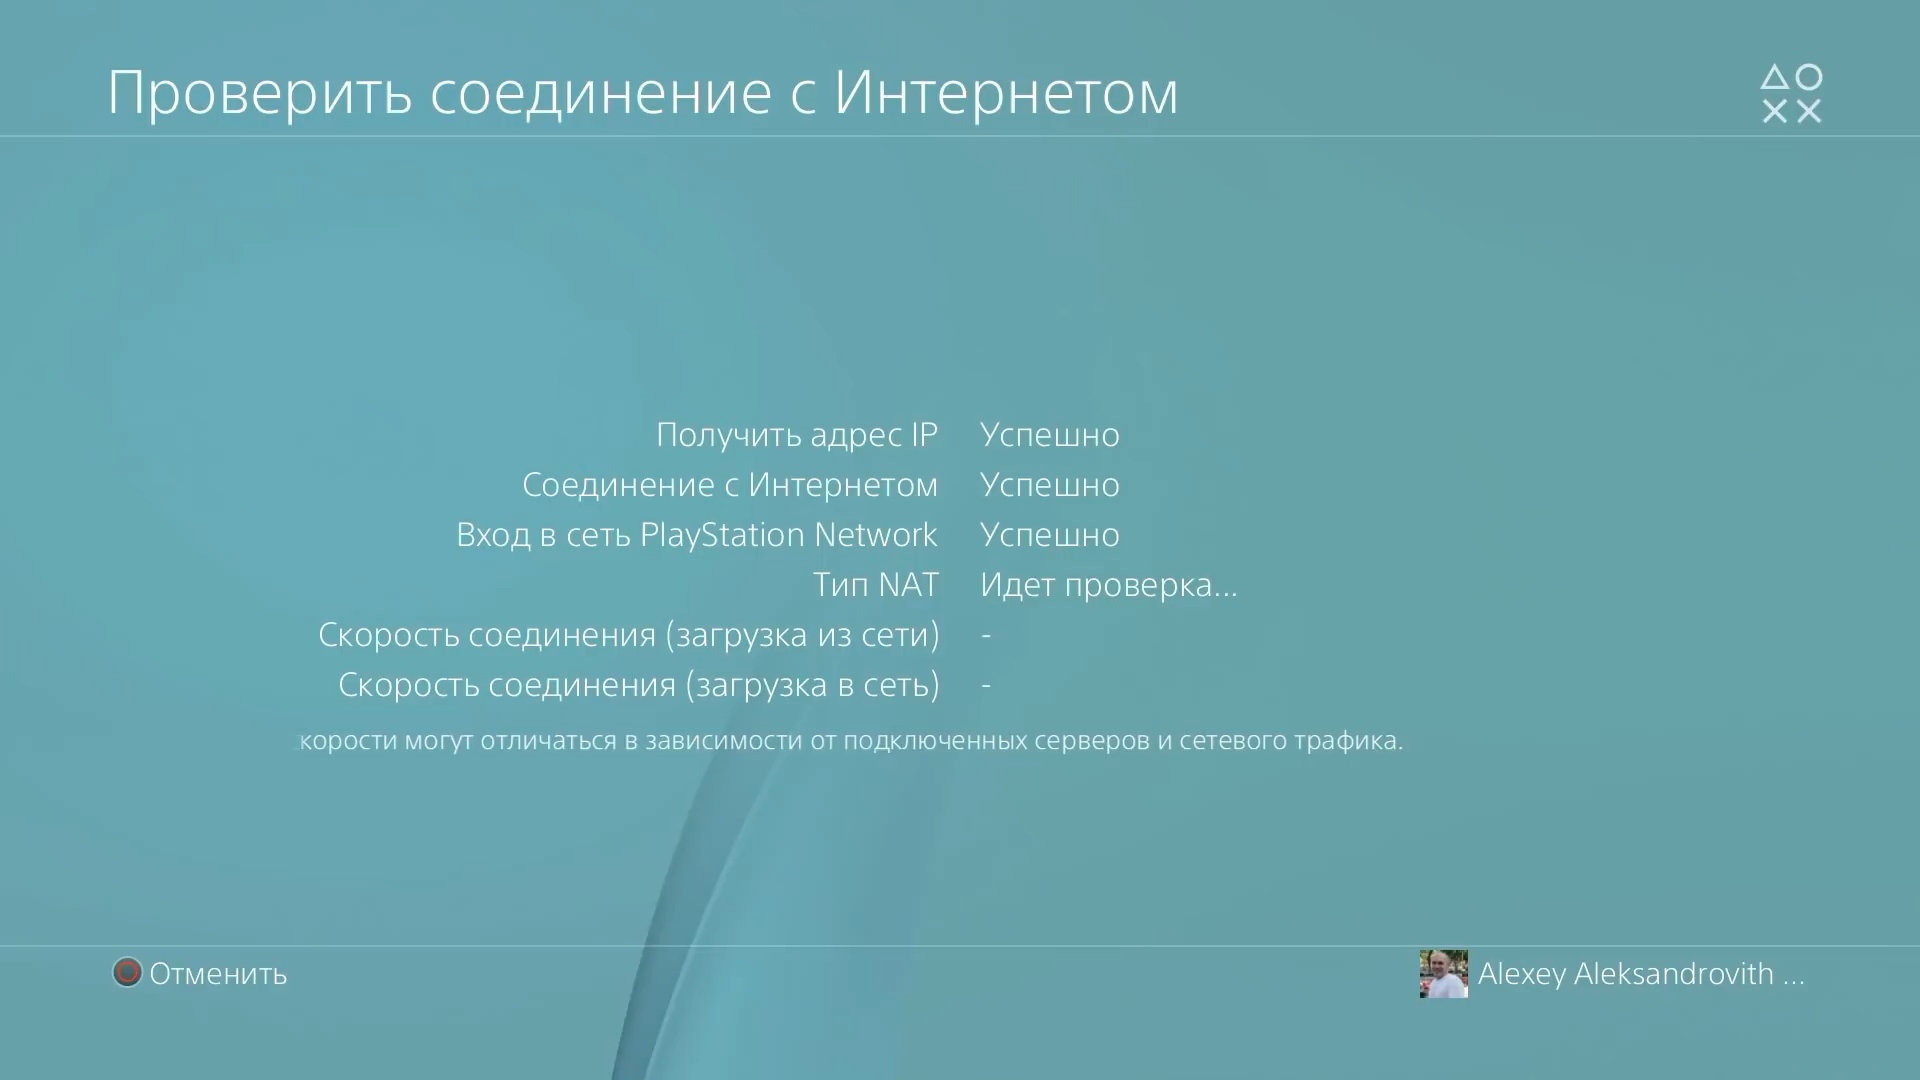 Проверить соединение с Интернетом
Получить адрес IP Успешно
Соединение с Интернетом Успешно
Вход в сеть PlayStation Network Успешно
Тип NAT Идет проверка...
Скорость соединения (загрузка из сети) -
Скорость соединения (загрузка в сеть) -
корости могут отличаться в зависимости от подключенных серверов и сетевого трафика.
Отменить
Alexey Aleksandrovith ...